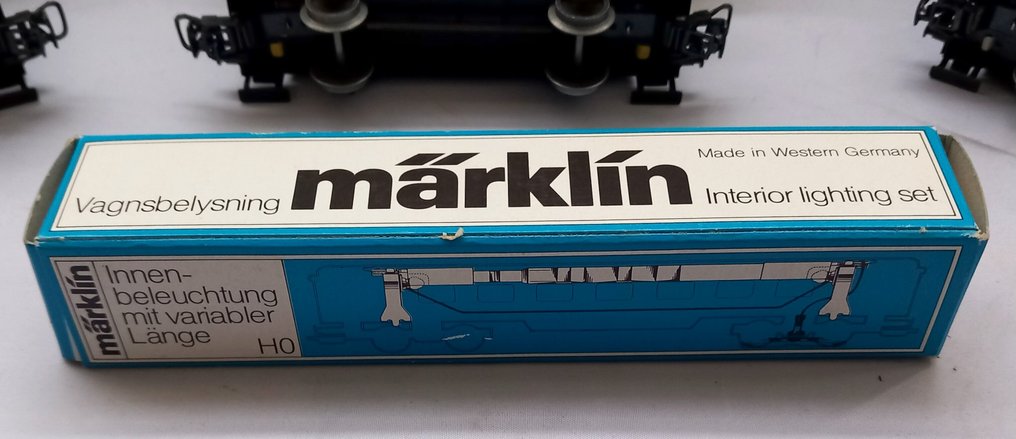 Made in Western Germany
Vagnsbelysning märklin Interior lighting set
märklin
Innen-
beleuchtung
mit variabler
Länge
H0